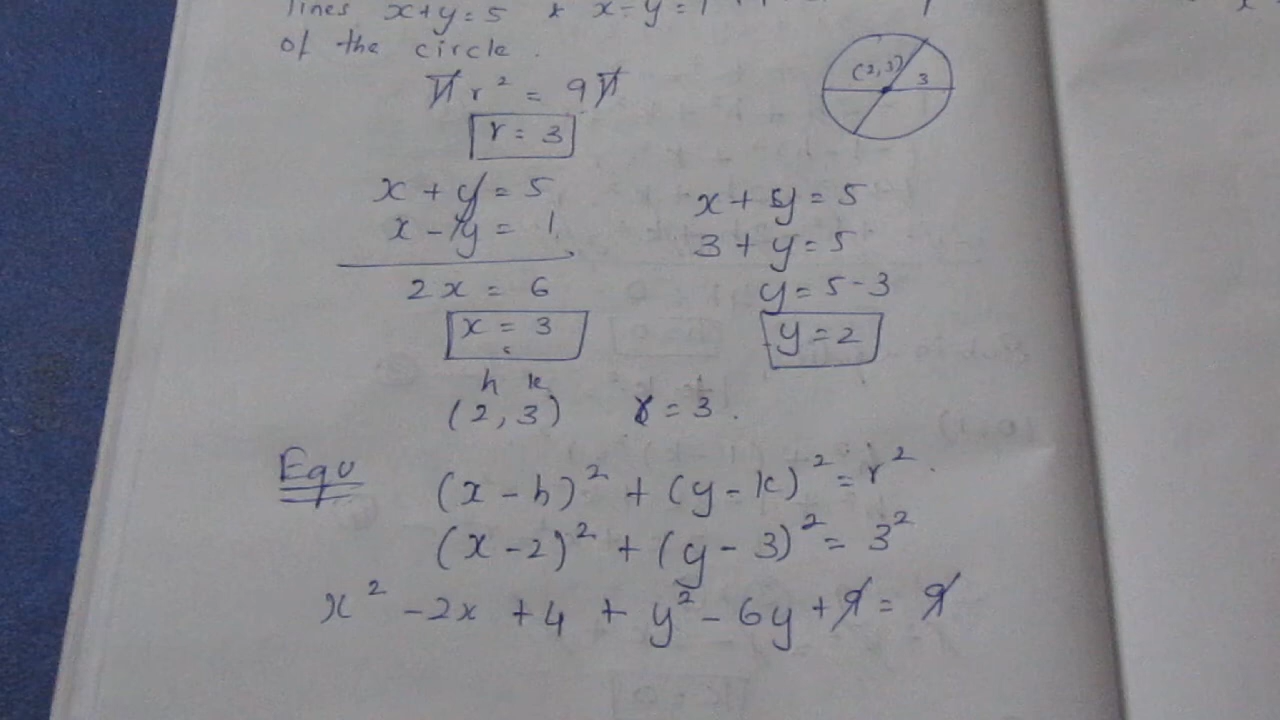 lines x+y=5 & x-y=1
of the circle.
πr² = 9π
r = 3
(2,3) 3
x + y = 5
x - y = 1
2x = 6
x = 3
x + y = 5
3 + y = 5
y = 5-3
y = 2
h k
(2, 3) r = 3.
Equ (x-h)² + (y-k)² = r².
(x-2)² + (y-3)² = 3²
x² - 2x + 4 + y² - 6y + 9 = 9